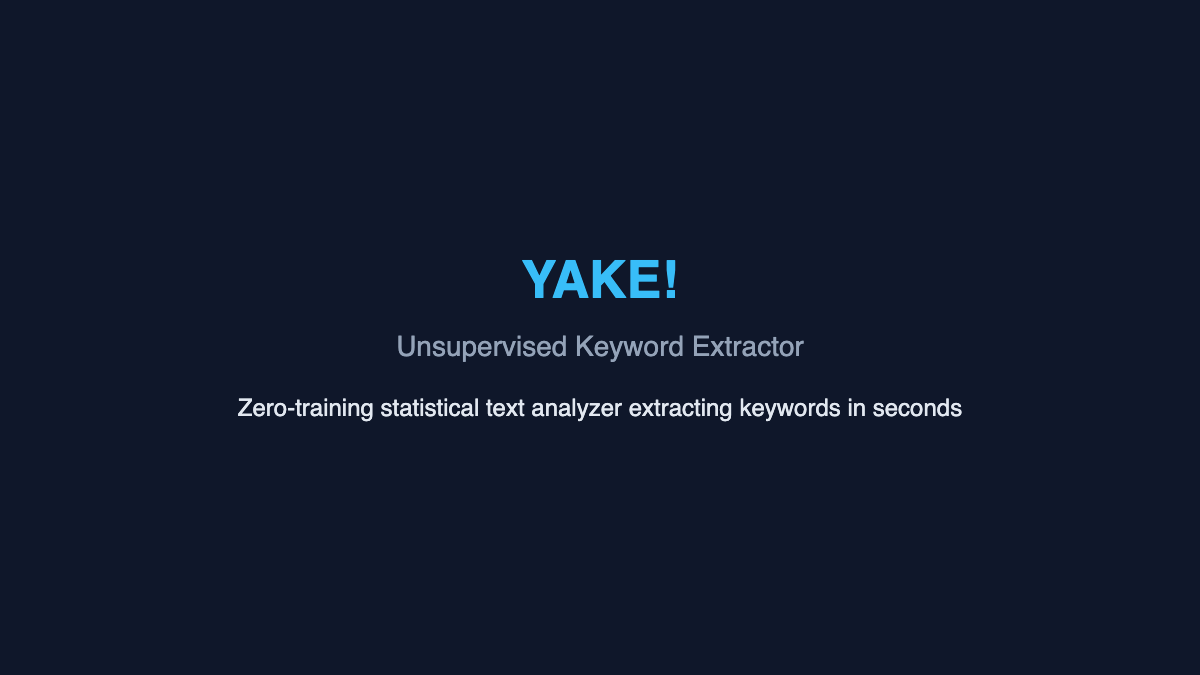 YAKE!
Unsupervised Keyword Extractor
Zero-training statistical text analyzer extracting keywords in seconds